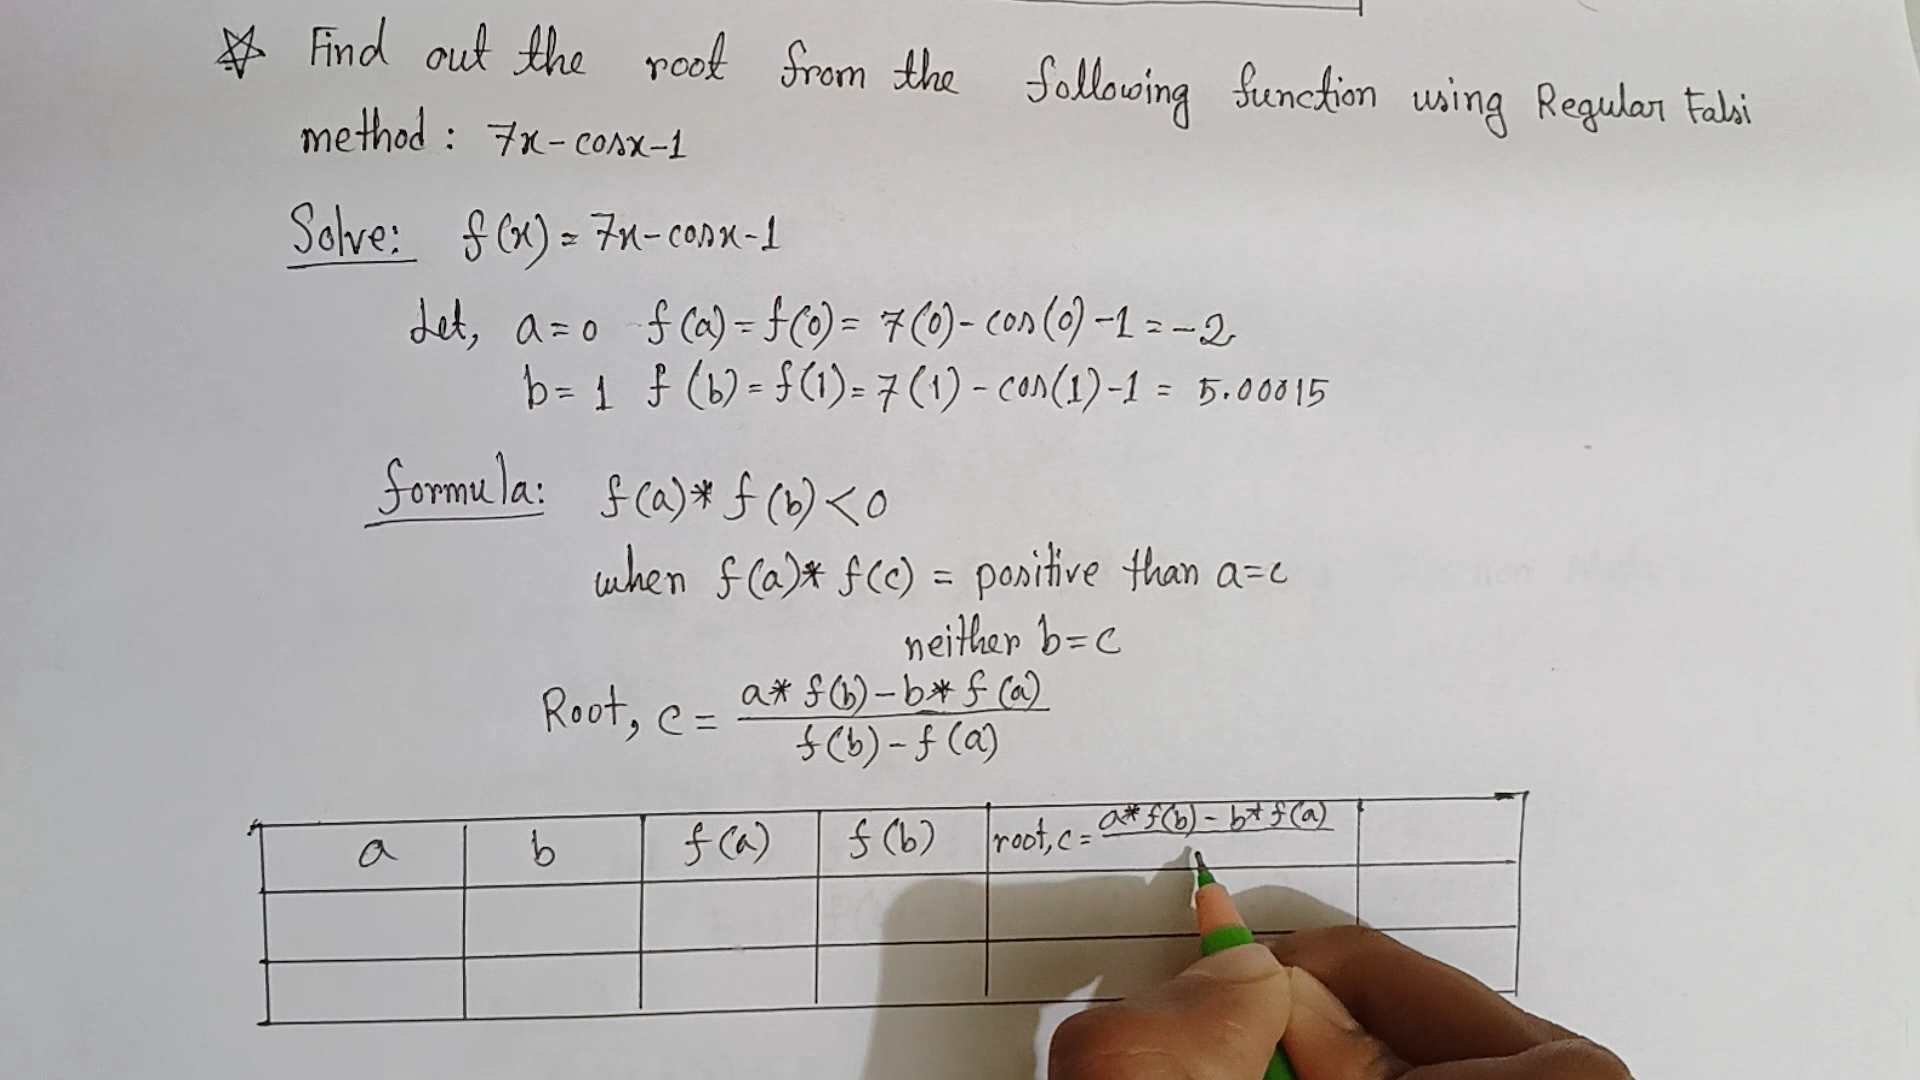 Find out the root from the following function using Regular Falsi
method: 7x-cosx-1
Solve: f(x) = 7x-cosx-1
Let, a=0 f(a)=f(0)= 7(0)-cos(0)-1=-2
b=1 f(b)=f(1)=7(1)-cos(1)-1= 5.00015
formula: f(a)* f(b)<0
when f(a)* f(c) = positive than a=c
neither b=c
Root, c= a* f(b)-b* f(a)
f(b)-f(a)
a b f(a) f(b) root, c= a* f(b)- b* f(a)